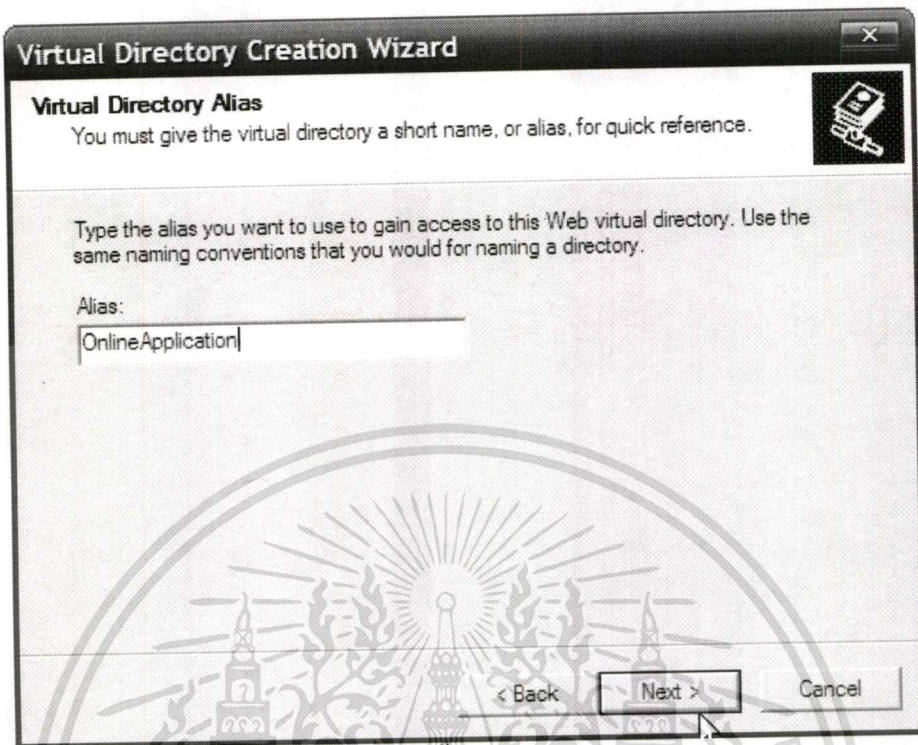 Virtual Directory Creation Wizard
Virtual Directory Alias
You must give the virtual directory a short name, or alias, for quick reference.
Type the alias you want to use to gain access to this Web virtual directory. Use the
same naming conventions that you would for naming a directory.
Alias:
OnlineApplication
< Back
Next >
Cancel